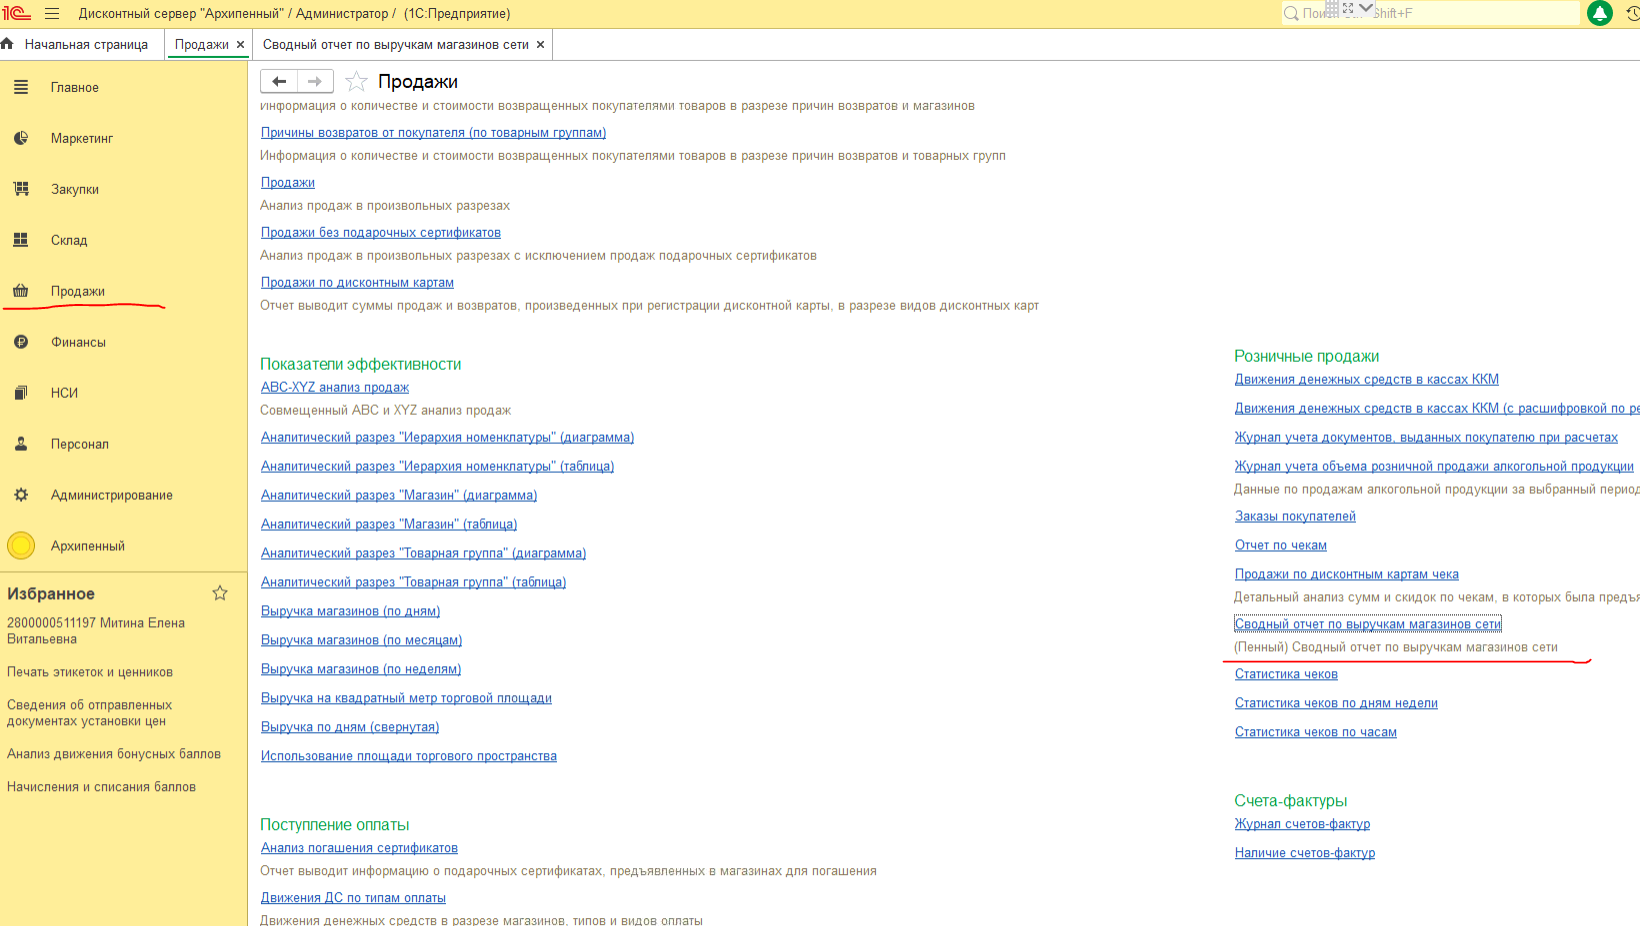 Дисконтный сервер "Архипенный" / Администратор / (1С:Предприятие)
Shift+F
Начальная страница
Продажи
Сводный отчет по выручкам магазинов сети
Главное
Маркетинг
Закупки
Склад
Продажи
Финансы
НСИ
Персонал
Администрирование
Архипенный
Избранное
2800000511197 Митина Елена
Витальевна
Печать этикеток и ценников
Сведения об отправленных
документах установки цен
Анализ движения бонусных баллов
Начисления и списания баллов
Продажи
Информация о количестве и стоимости возвращенных покупателями товаров в разрезе причин возвратов и магазинов
Причины возвратов от покупателя (по товарным группам)
Информация о количестве и стоимости возвращенных покупателями товаров в разрезе причин возвратов и товарных групп
Продажи
Анализ продаж в произвольных разрезах
Продажи без подарочных сертификатов
Анализ продаж в произвольных разрезах с исключением продаж подарочных сертификатов
Продажи по дисконтным картам
Отчет выводит суммы продаж и возвратов, произведенных при регистрации дисконтной карты, в разрезе видов дисконтных карт
Показатели эффективности
ABC-XYZ анализ продаж
Совмещенный ABC и XYZ анализ продаж
Аналитический разрез "Иерархия номенклатуры" (диаграмма)
Аналитический разрез "Иерархия номенклатуры" (таблица)
Аналитический разрез "Магазин" (диаграмма)
Аналитический разрез "Магазин" (таблица)
Аналитический разрез "Товарная группа" (диаграмма)
Аналитический разрез "Товарная группа" (таблица)
Выручка магазинов (по дням)
Выручка магазинов (по месяцам)
Выручка магазинов (по неделям)
Выручка на квадратный метр торговой площади
Выручка по дням (свернутая)
Использование площади торгового пространства
Поступление оплаты
Анализ погашения сертификатов
Отчет выводит информацию о подарочных сертификатах, предъявленных в магазинах для погашения
Движения ДС по типам оплаты
Движения денежных средств в разрезе магазинов, типов и видов оплаты
Розничные продажи
Движения денежных средств в кассах ККМ
Движения денежных средств в кассах ККМ (с расшифровкой по ре
Журнал учета документов, выданных покупателю при расчетах
Журнал учета объема розничной продажи алкогольной продукции
Данные по продажам алкогольной продукции за выбранный период
Заказы покупателей
Отчет по чекам
Продажи по дисконтным картам чека
Детальный анализ сумм и скидок по чекам, в которых была предъя
Сводный отчет по выручкам магазинов сети
(Пенный) Сводный отчет по выручкам магазинов сети
Статистика чеков
Статистика чеков по дням недели
Статистика чеков по часам
Счета-фактуры
Журнал счетов-фактур
Наличие счетов-фактур